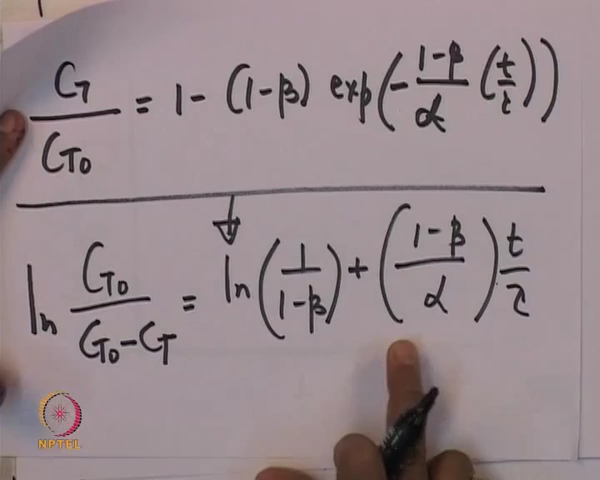 C_T / C_T0 = 1 - (1-β) exp(- (1-β)/α (t/τ))
ln C_T0 / (C_T0 - C_T) = ln (1/(1-β)) + ((1-β)/α) t/τ
NPTEL